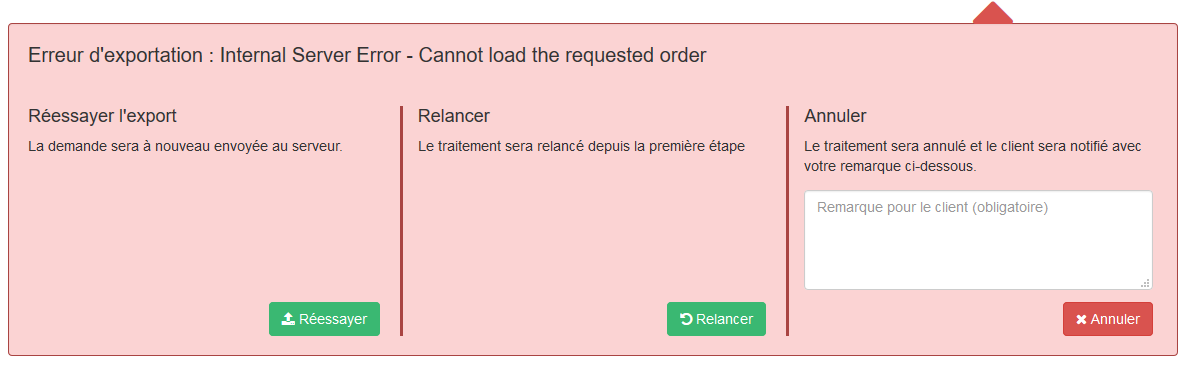 Erreur d'exportation : Internal Server Error - Cannot load the requested order
Réessayer l'export
La demande sera à nouveau envoyée au serveur.
Réessayer
Relancer
Le traitement sera relancé depuis la première étape
Relancer
Annuler
Le traitement sera annulé et le client sera notifié avec
votre remarque ci-dessous.
Remarque pour le client (obligatoire)
Annuler